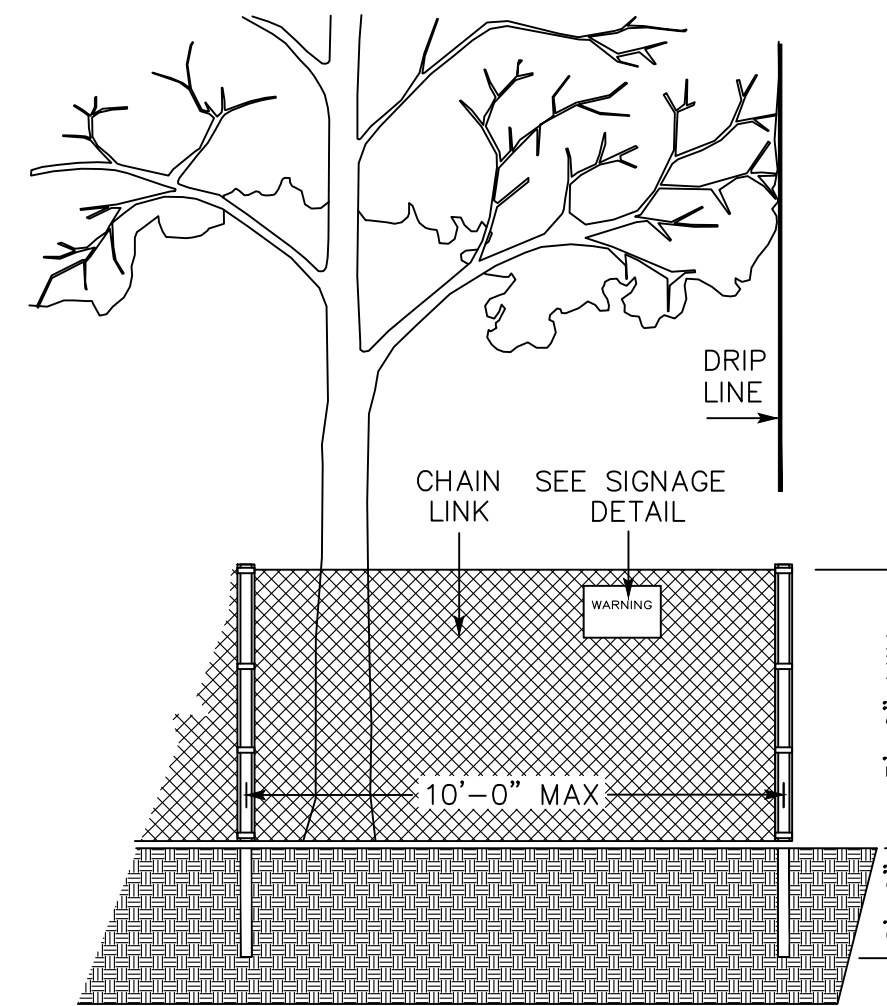 DRIP
LINE
CHAIN
LINK
SEE SIGNAGE
DETAIL
WARNING
10'-0" MAX